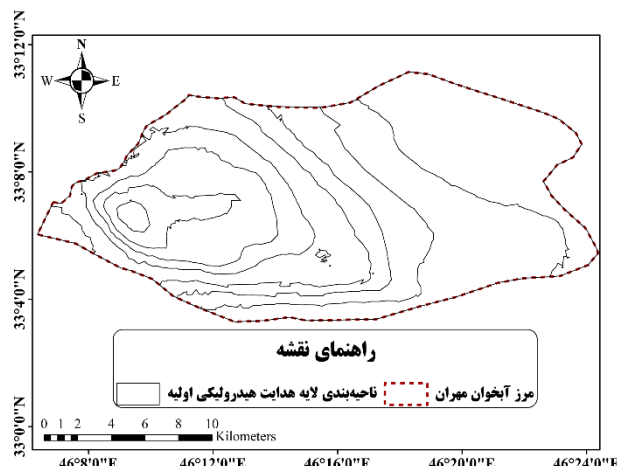 33°12'0"N
N
W E
S
33°8'0"N
33°4'0"N
راهنمای نقشه
مرز آبخوان مهران ناحیه‌بندی لایه هدایت هیدرولیکی اولیه
33°0'0"N
0 1 2 4 6 8 10
Kilometers
46°8'0"E 46°12'0"E 46°16'0"E 46°20'0"E 46°24'0"E